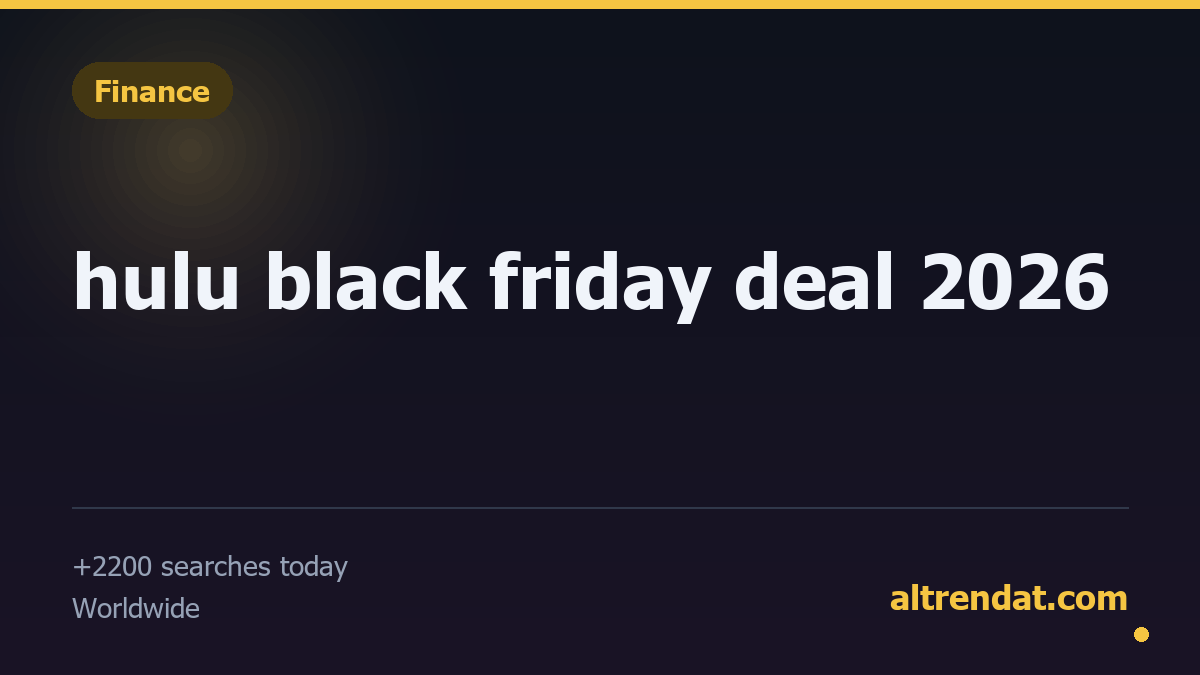 Finance
hulu black friday deal 2026
+2200 searches today
Worldwide
altrendat.com